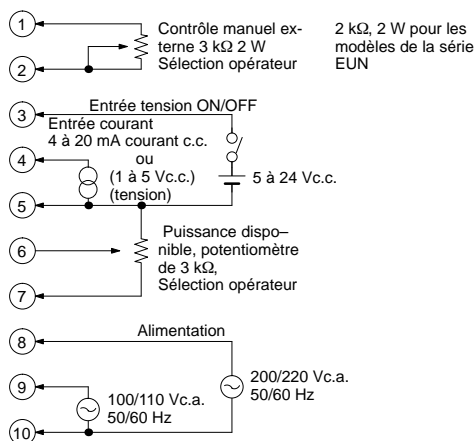 1
Contrôle manuel ex-
terne 3 kΩ 2 W
Sélection opérateur
2 kΩ, 2 W pour les
modèles de la série
EUN
2
3
Entrée tension ON/OFF
Entrée courant
4 à 20 mA courant c.c.
ou
(1 à 5 Vc.c.)
(tension)
4
5 à 24 Vc.c.
5
6
Puissance dispo–
nible, potentiomètre
de 3 kΩ,
Sélection opérateur
7
Alimentation
8
200/220 Vc.a.
50/60 Hz
9
100/110 Vc.a.
50/60 Hz
10